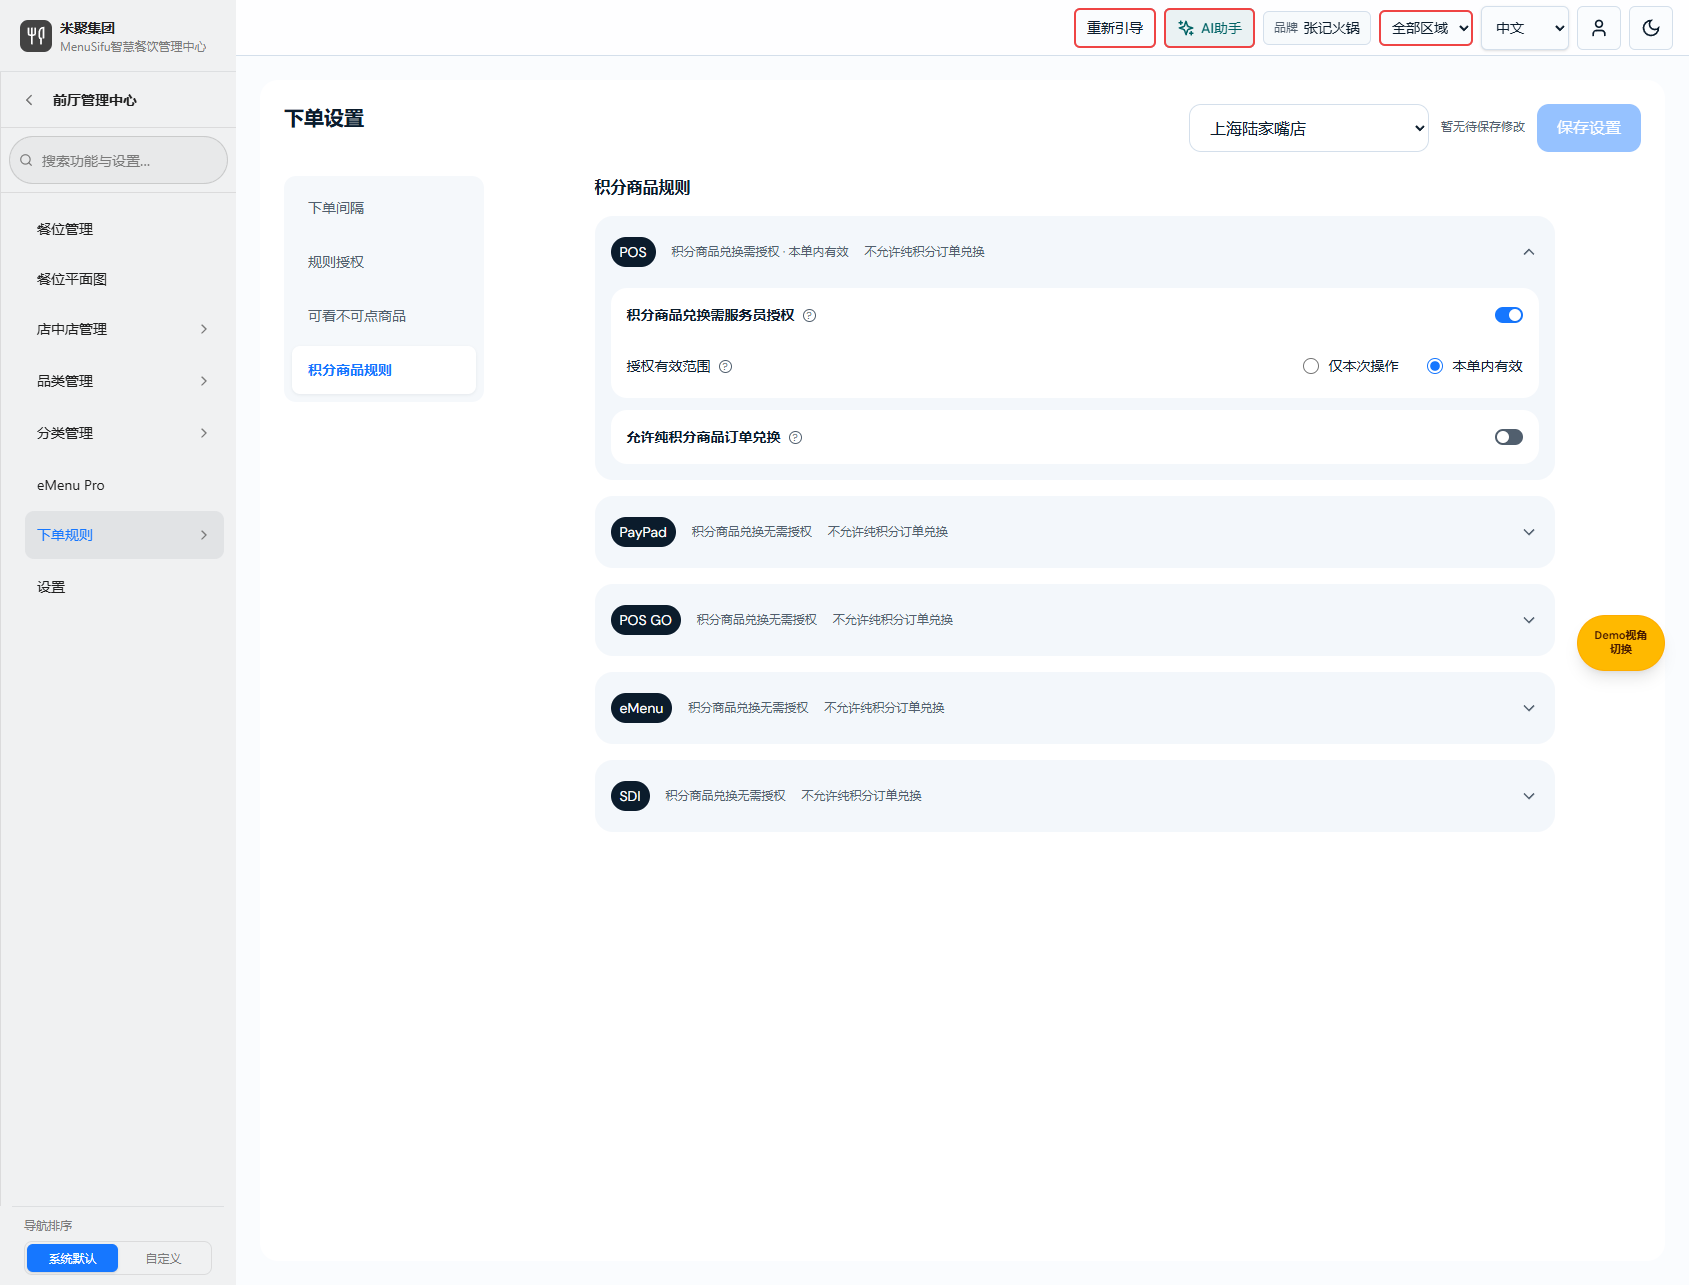 米聚集团
MenuSifu智慧餐饮管理中心
重新引导
AI助手
品牌 张记火锅
全部区域
中文
前厅管理中心
搜索功能与设置...
餐位管理
餐位平面图
店中店管理
品类管理
分类管理
eMenu Pro
下单规则
设置
导航排序
系统默认
自定义
下单设置
上海陆家嘴店
暂无待保存修改
保存设置
下单间隔
规则授权
可看不可点商品
积分商品规则
积分商品规则
POS 积分商品兑换需授权 · 本单内有效 不允许纯积分订单兑换
积分商品兑换需服务员授权
授权有效范围
仅本次操作
本单内有效
允许纯积分商品订单兑换
PayPad 积分商品兑换无需授权 不允许纯积分订单兑换
POS GO 积分商品兑换无需授权 不允许纯积分订单兑换
eMenu 积分商品兑换无需授权 不允许纯积分订单兑换
SDI 积分商品兑换无需授权 不允许纯积分订单兑换
Demo视角
切换